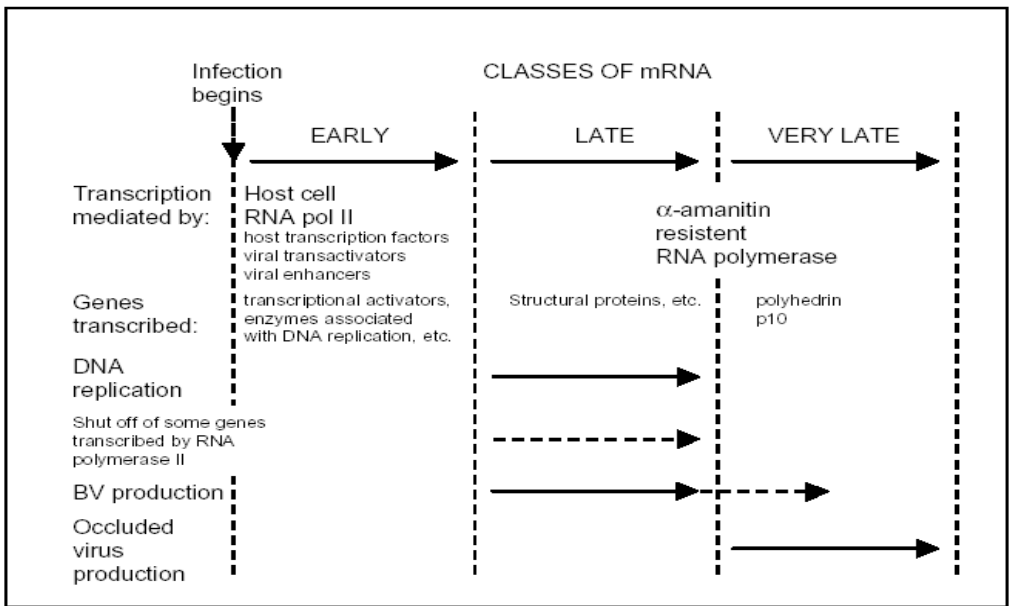 Infection
begins
CLASSES OF mRNA
EARLY
LATE
VERY LATE
Transcription
mediated by:
Host cell
RNA pol II
host transcription factors
viral transactivators
viral enhancers
α-amanitin
resistent
RNA polymerase
Genes
transcribed:
transcriptional activators,
enzymes associated
with DNA replication, etc.
Structural proteins, etc.
polyhedrin
p10
DNA
replication
Shut off of some genes
transcribed by RNA
polymerase II
BV production
Occluded
virus
production